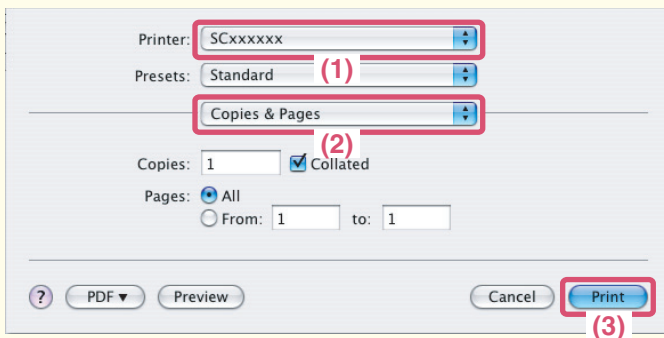 Printer: SCxxxxxx
(1)
Presets: Standard
Copies & Pages
(2)
Copies: 1 Collated
Pages: All
From: 1 to: 1
? PDF▼ Preview Cancel Print
(3)